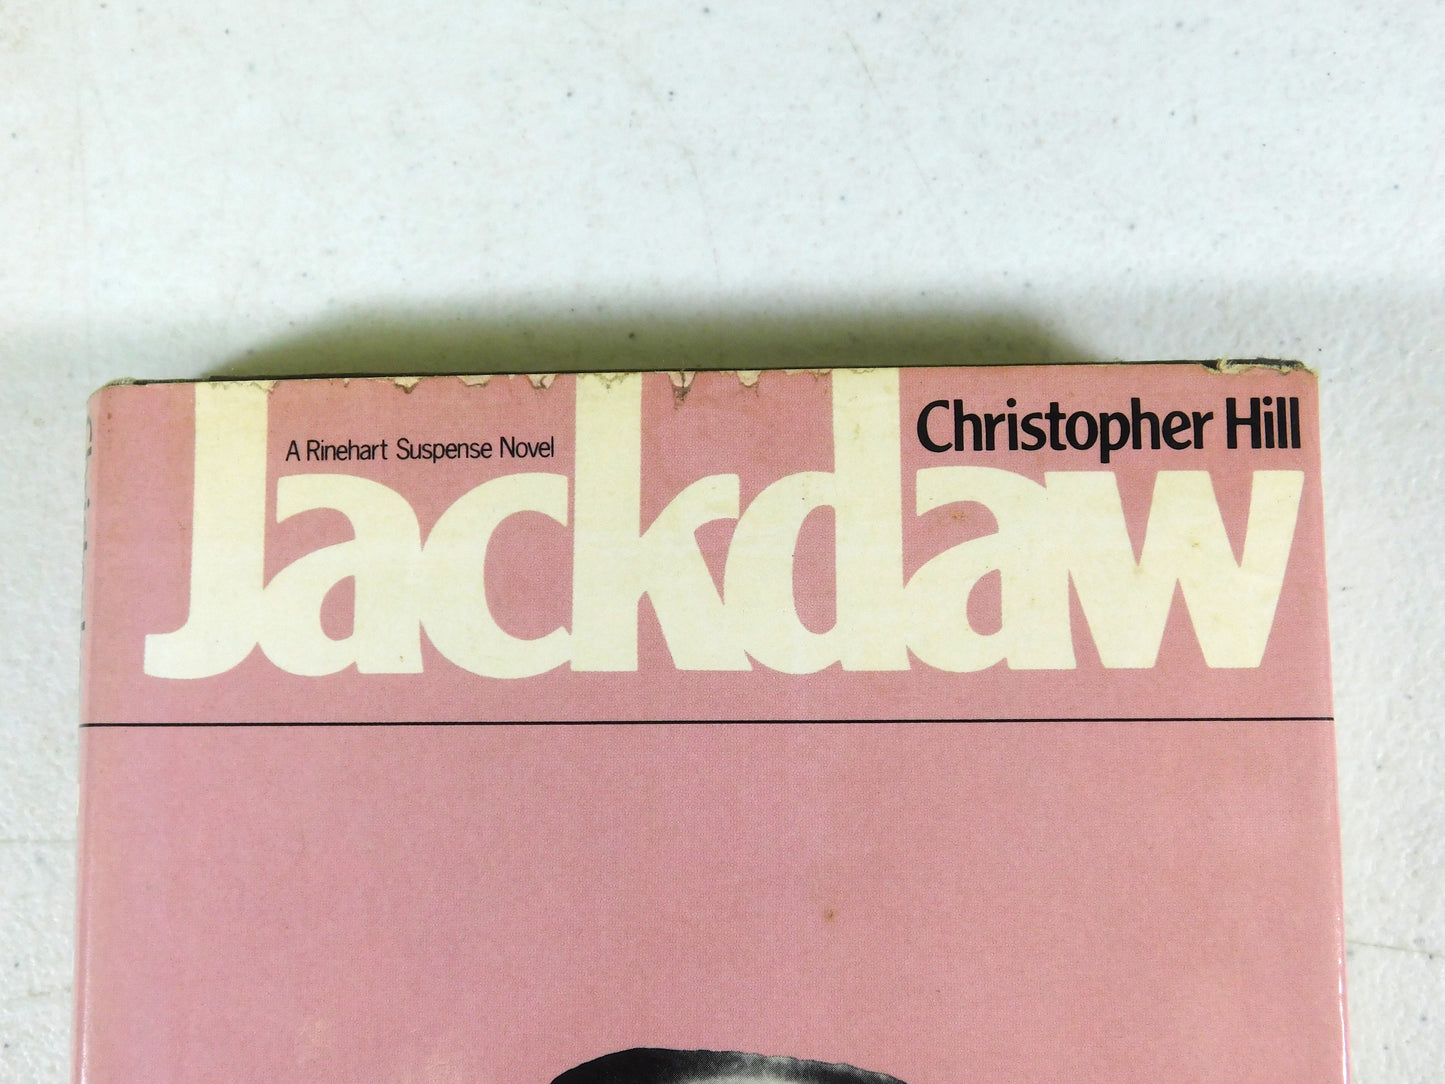 Christopher Hill
A Rinehart Suspense Novel
Jackdaw